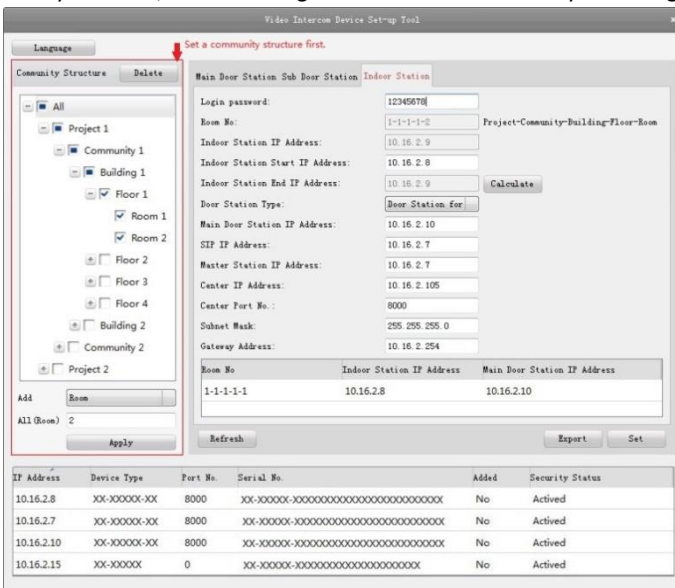 Video Intercom Device Set-up Tool
Language
Set a community structure first.
Community Structure Delete
All
Project 1
Community 1
Building 1
Floor 1
Room 1
Room 2
Floor 2
Floor 3
Floor 4
Building 2
Community 2
Project 2
Add Room
All(Room) 2
Apply
Main Door Station Sub Door Station Indoor Station
Login password: 12345678
Room No: 1-1-1-1-2 Project-Community-Building-Floor-Room
Indoor Station IP Address: 10.16.2.9
Indoor Station Start IP Address: 10.16.2.8
Indoor Station End IP Address: 10.16.2.9 Calculate
Door Station Type: Door Station for
Main Door Station IP Address: 10.16.2.10
SIP IP Address: 10.16.2.7
Master Station IP Address: 10.16.2.7
Center IP Address: 10.16.2.105
Center Port No.: 8000
Subnet Mask: 255.255.255.0
Gateway Address: 10.16.2.254
Room No Indoor Station IP Address Main Door Station IP Address
1-1-1-1-1 10.16.2.8 10.16.2.10
Refresh Export Set
IP Address Device Type Port No. Serial No. Added Security Status
10.16.2.8 XX-XXXXX-XX 8000 XX-XXXXX-XXXXXXXXXXXXXXXXXXXXXXXX No Actived
10.16.2.7 XX-XXXXX-XX 8000 XX-XXXXX-XXXXXXXXXXXXXXXXXXXXXXXX No Actived
10.16.2.10 XX-XXXXX-XX 8000 XX-XXXXX-XXXXXXXXXXXXXXXXXXXXXXXX No Actived
10.16.2.15 XX-XXXXX 0 XX-XXXXX-XXXXXXXXXXXXXXXXXXXX No Actived